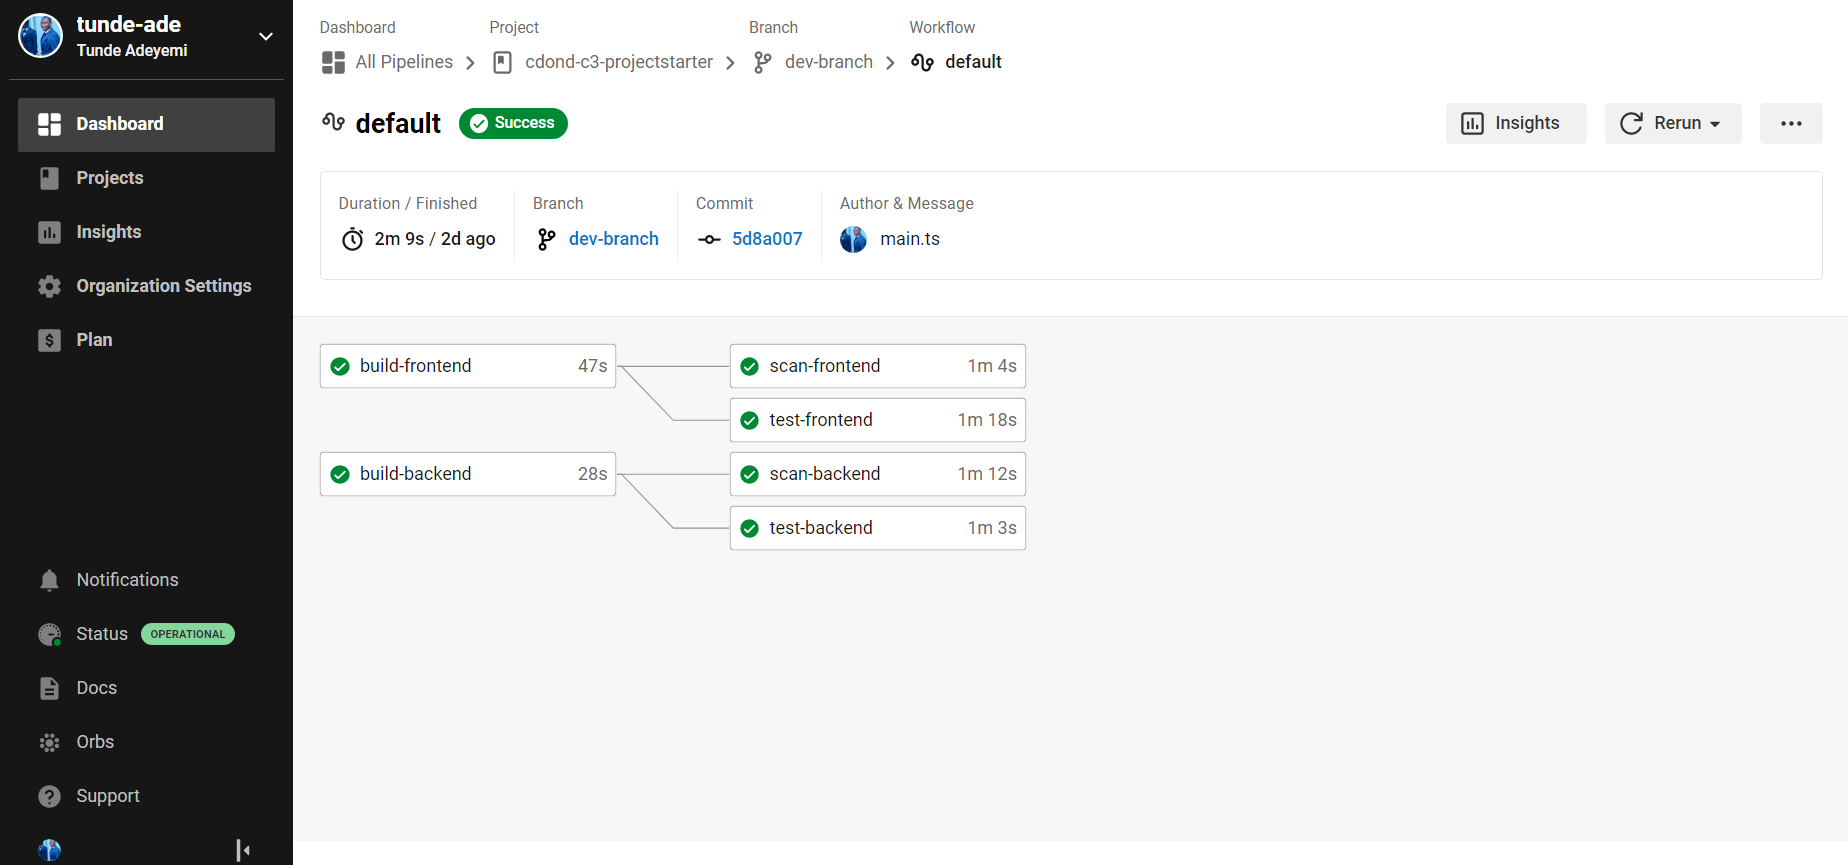 tunde-ade
Tunde Adeyemi
Dashboard
Projects
Insights
Organization Settings
Plan
Notifications
Status OPERATIONAL
Docs
Orbs
Support
Dashboard Project Branch Workflow
All Pipelines cdond-c3-projectstarter dev-branch default
default Success Insights Rerun
Duration / Finished Branch Commit Author & Message
2m 9s / 2d ago dev-branch 5d8a007 main.ts
build-frontend 47s scan-frontend 1m 4s
test-frontend 1m 18s
build-backend 28s scan-backend 1m 12s
test-backend 1m 3s